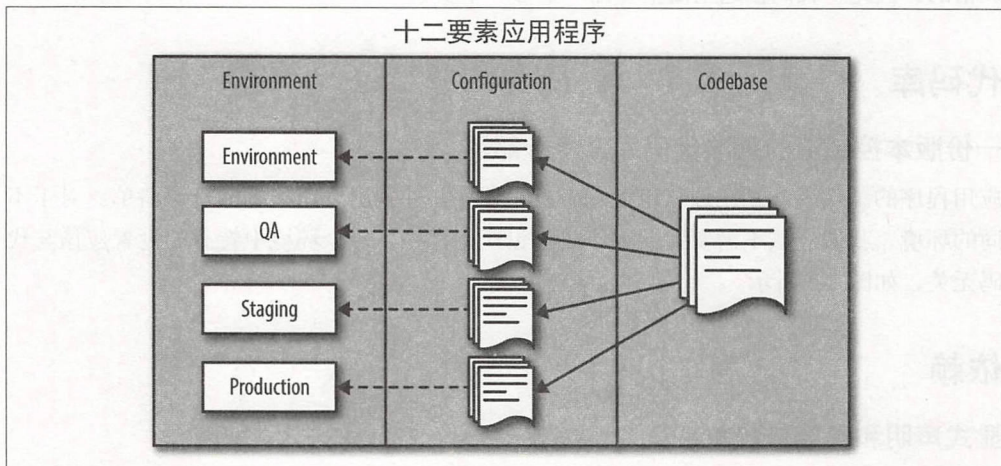 十二要素应用程序
Environment
Configuration
Codebase
Environment
QA
Staging
Production